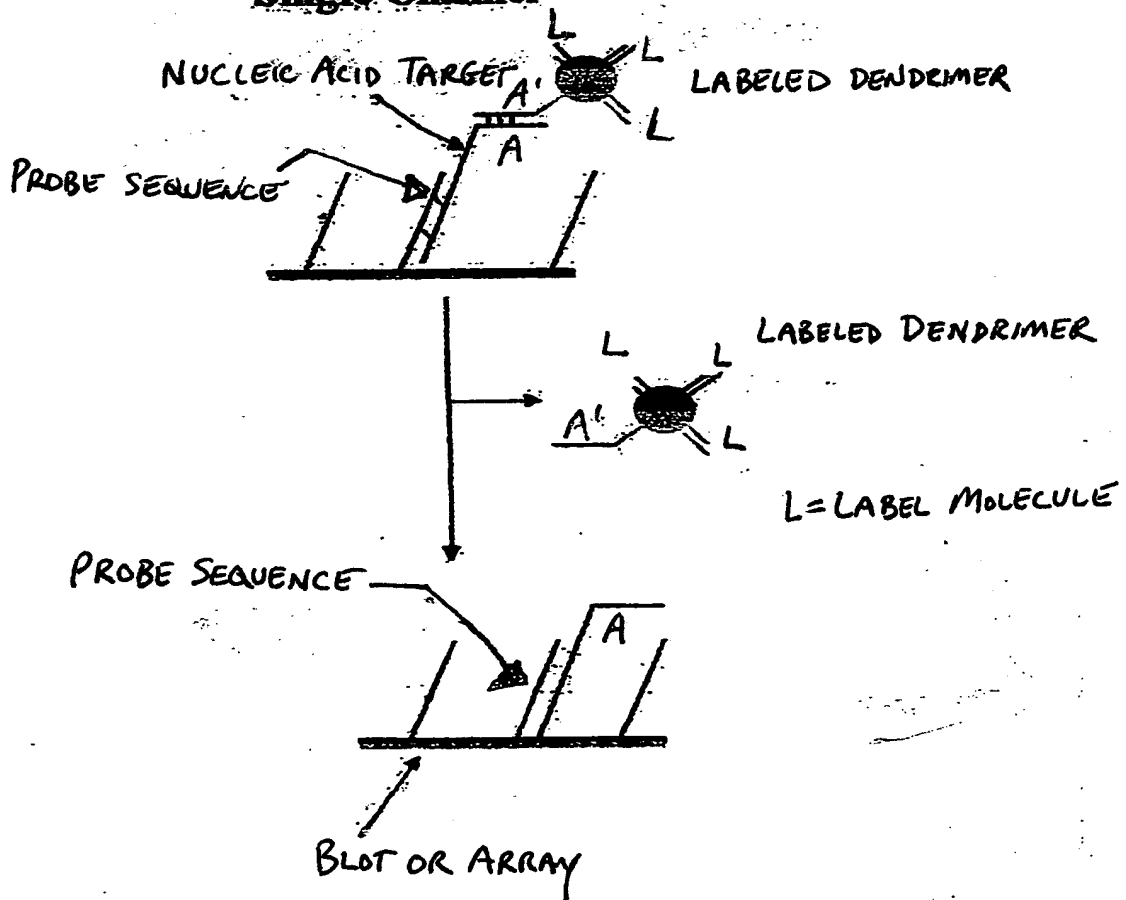 L
NUCLEIC ACID TARGET
L
LABELED DENDRIMER
A'
L
A
PROBE SEQUENCE
LABELED DENDRIMER
L
L
A'
L
L=LABEL MOLECULE
PROBE SEQUENCE
A
BLOT OR ARRAY